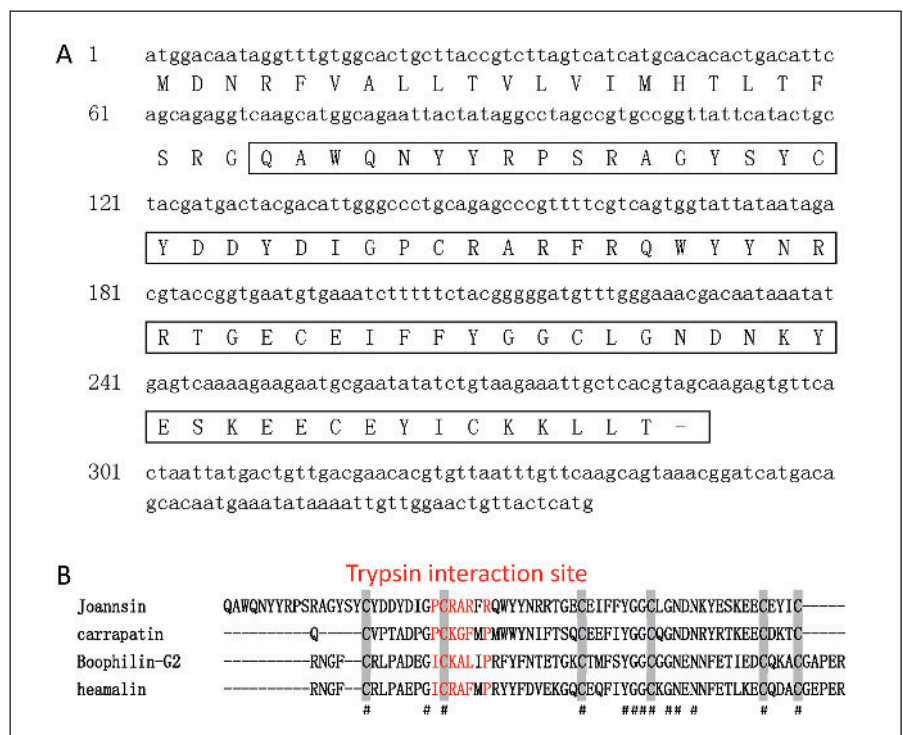 A 1 atggacaataggtttgtggcactgcttaccgtcttagtcatcatgcacacactgacattc
M D N R F V A L L T V L V I M H T L T F
61 agcagaggtcaagcatggcagaattactataggcctagccgtgccggttattcatactgc
S R G Q A W Q N Y Y R P S R A G Y S Y C
121 tacgatgactacgacattgggccctgcagagcccgttttcgtcagtggtattataataga
Y D D Y D I G P C R A R F R Q W Y Y N R
181 cgtaccggtgaatgtgaaatctttttctacgggggatgtttgggaaacgacaataaatat
R T G E C E I F F Y G G C L G N D N K Y
241 gagtcaaaagaagaatgcgaatatatctgtaagaaattgctcacgtagcaagagtgttca
E S K E E C E Y I C K K L L T -
301 ctaattatgactgttgacgaacacgtgttaatttgttcaagcagtaaacggatcatgaca
gcacaatgaaatataaaattgttggaactgttactcatg
B Trypsin interaction site
Joannsin QAWQNYYRPSRAGYSYCYDDYDIGPCRARFRQWYYNRRTGECEIFFYGGCLGNDNKYESKEECEYIC-----
carrapatin ----------Q---CVPTADPGPCKGFMPMWWYNIFTSQCEEFIYGGCQGNDNRYRTKEECDKTC-----
Boophilin-G2 ----------RNGF--CRLPADEGICKALIPRFYFNTETGKCTMFSYGGCGGNENNFETIEDCQKACGAPER
heamalin ----------RNGF--CRLPAEPGICRAFMPRYYFDVEKGQCEQFIYGGCKGNENNFETLKECQDACGEPER
# # # # #### ## # # #